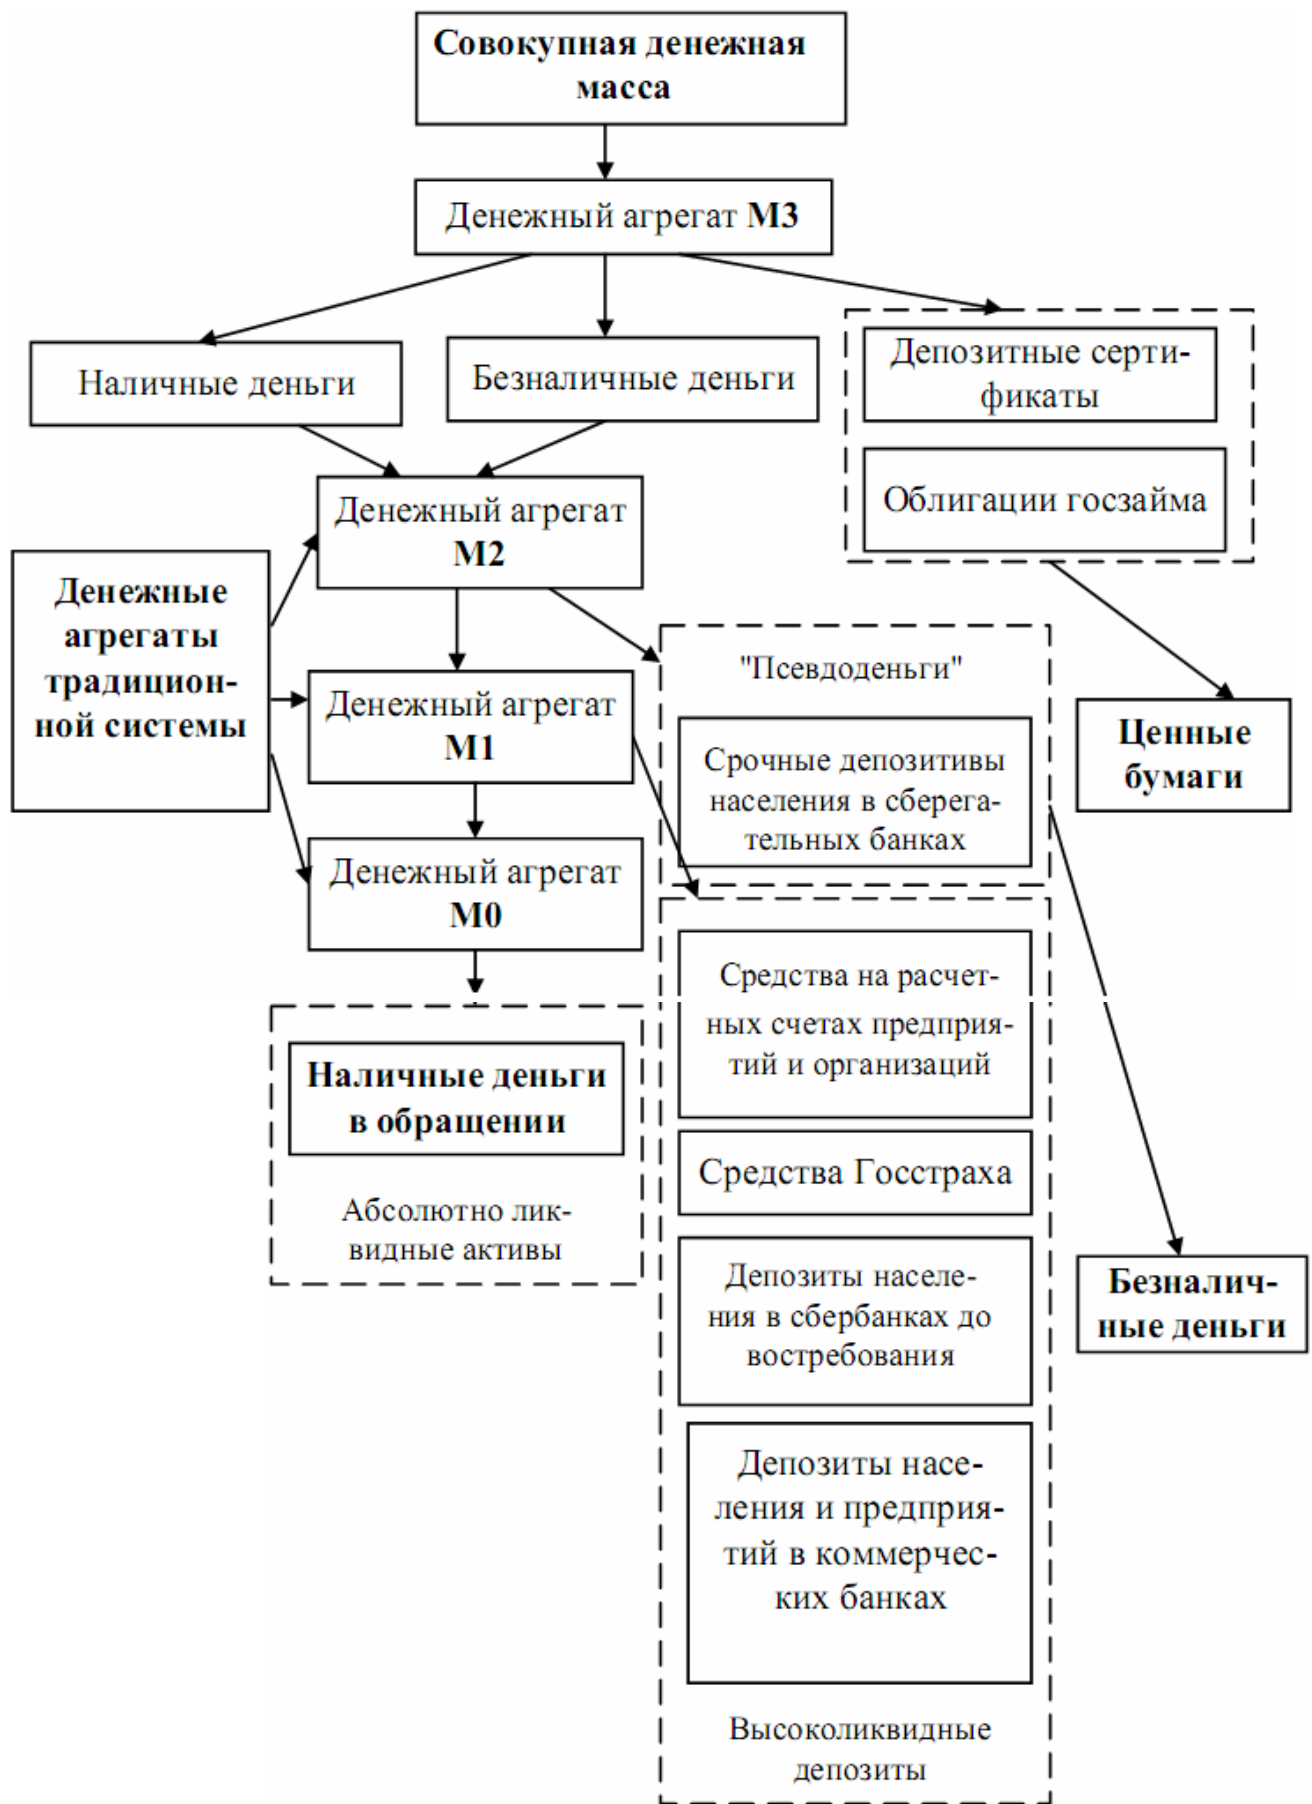 Совокупная денежная
масса
Денежный агрегат М3
Наличные деньги
Безналичные деньги
Депозитные серти-
фикаты
Облигации госзайма
Денежный агрегат
М2
Денежные
агрегаты
традицион-
ной системы
"Псевдоденьги"
Денежный агрегат
М1
Срочные депозитивы
населения в сберега-
тельных банках
Ценные
бумаги
Денежный агрегат
М0
Средства на расчет-
ных счетах предприя-
тий и организаций
Наличные деньги
в обращении
Абсолютно лик-
видные активы
Средства Госстраха
Депозиты населе-
ния в сбербанках до
востребования
Безналич-
ные деньги
Депозиты насе-
ления и предприя-
тий в коммерчес-
ких банках
Высоколиквидные
депозиты